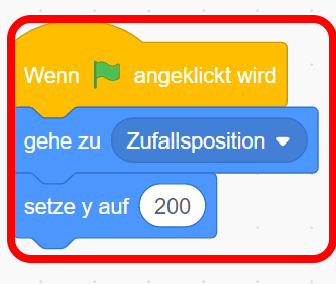 Wenn angeklickt wird
gehe zu Zufallsposition
setze y auf 200